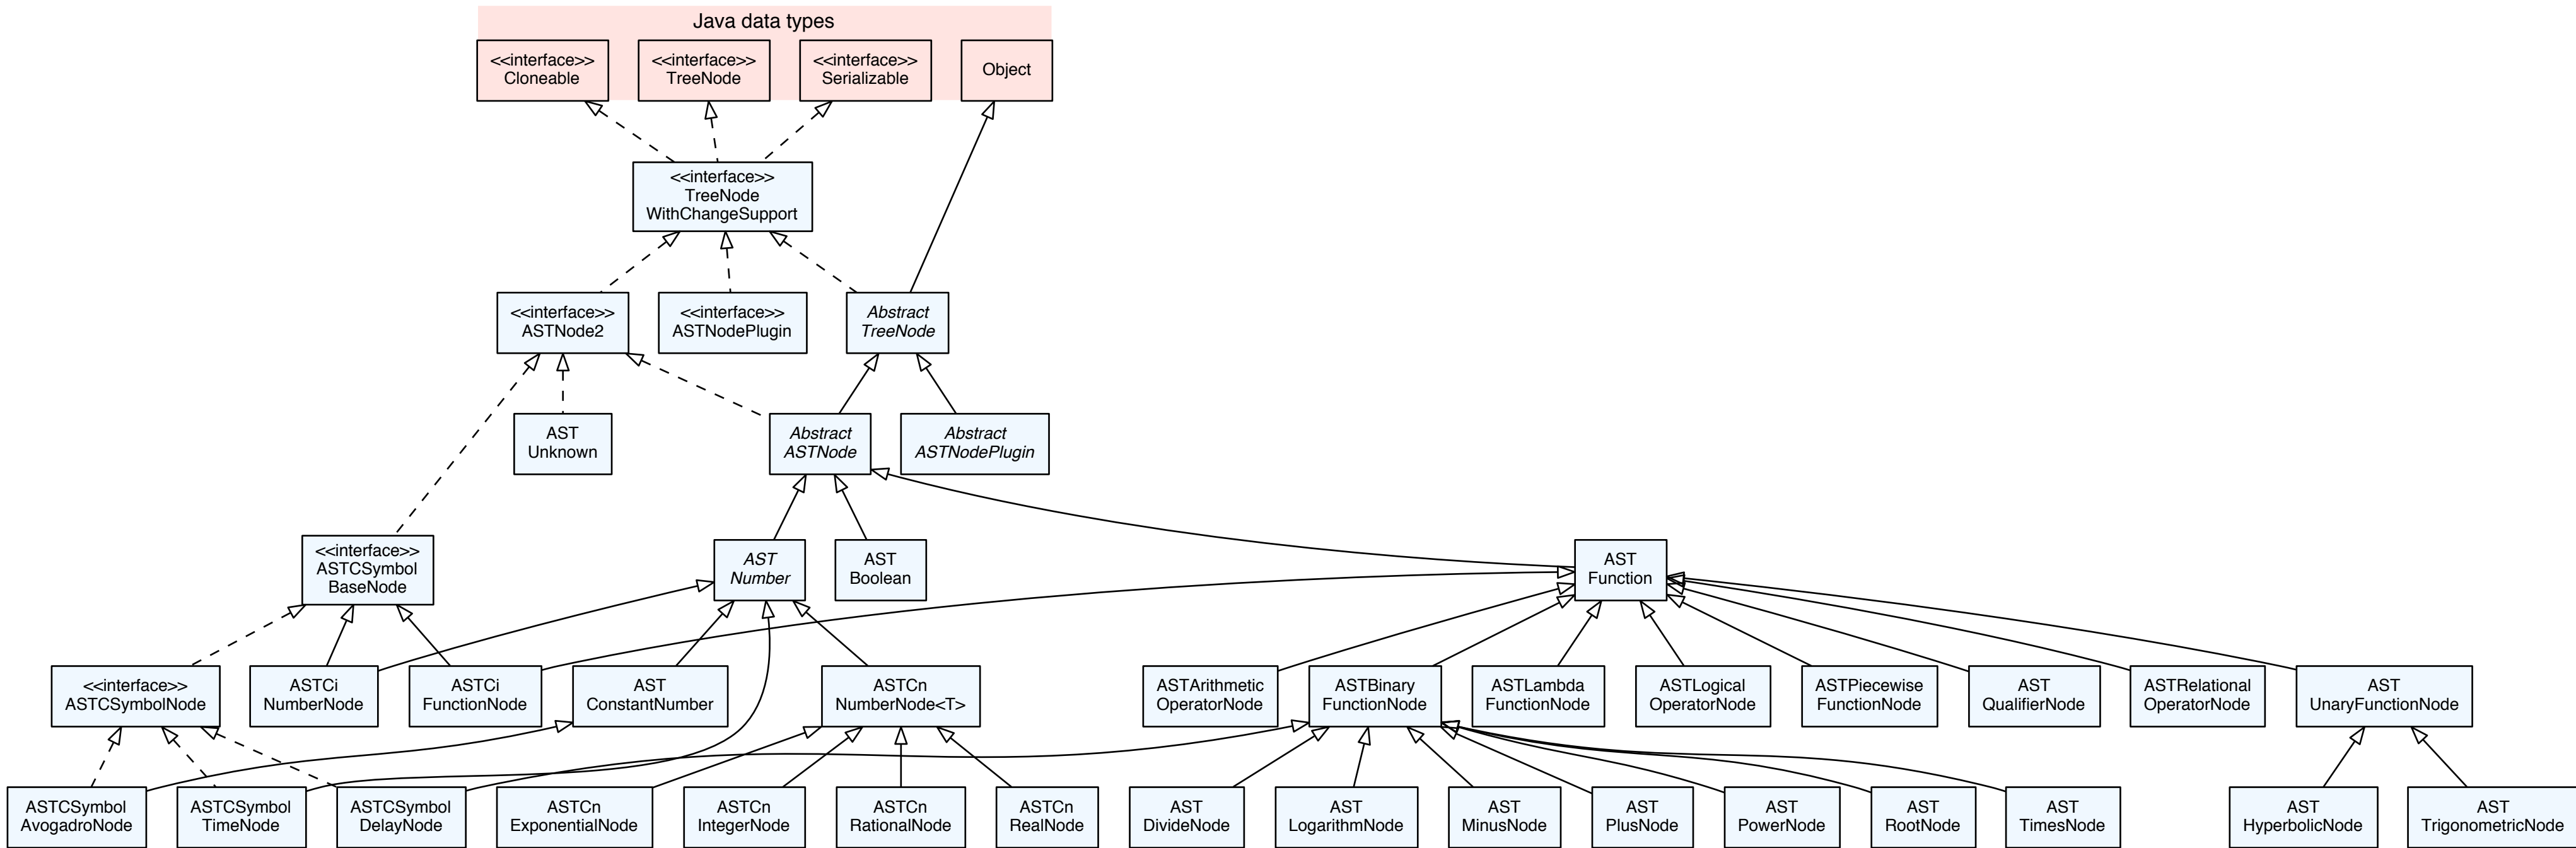 Java data types
<<interface>>
Cloneable
<<interface>>
TreeNode
<<interface>>
Serializable
Object
<<interface>>
TreeNode
WithChangeSupport
<<interface>>
ASTNode2
<<interface>>
ASTNodePlugin
Abstract
TreeNode
AST
Unknown
Abstract
ASTNode
Abstract
ASTNodePlugin
<<interface>>
ASTCSymbol
BaseNode
AST
Number
AST
Boolean
AST
Function
<<interface>>
ASTCSymbolNode
ASTCi
NumberNode
ASTCi
FunctionNode
AST
ConstantNumber
ASTCn
NumberNode<T>
ASTArithmetic
OperatorNode
ASTBinary
FunctionNode
ASTLambda
FunctionNode
ASTLogical
OperatorNode
ASTPiecewise
FunctionNode
AST
QualifierNode
ASTRelational
OperatorNode
AST
UnaryFunctionNode
ASTCSymbol
AvogadroNode
ASTCSymbol
TimeNode
ASTCSymbol
DelayNode
ASTCn
ExponentialNode
ASTCn
IntegerNode
ASTCn
RationalNode
ASTCn
RealNode
AST
DivideNode
AST
LogarithmNode
AST
MinusNode
AST
PlusNode
AST
PowerNode
AST
RootNode
AST
TimesNode
AST
HyperbolicNode
AST
TrigonometricNode